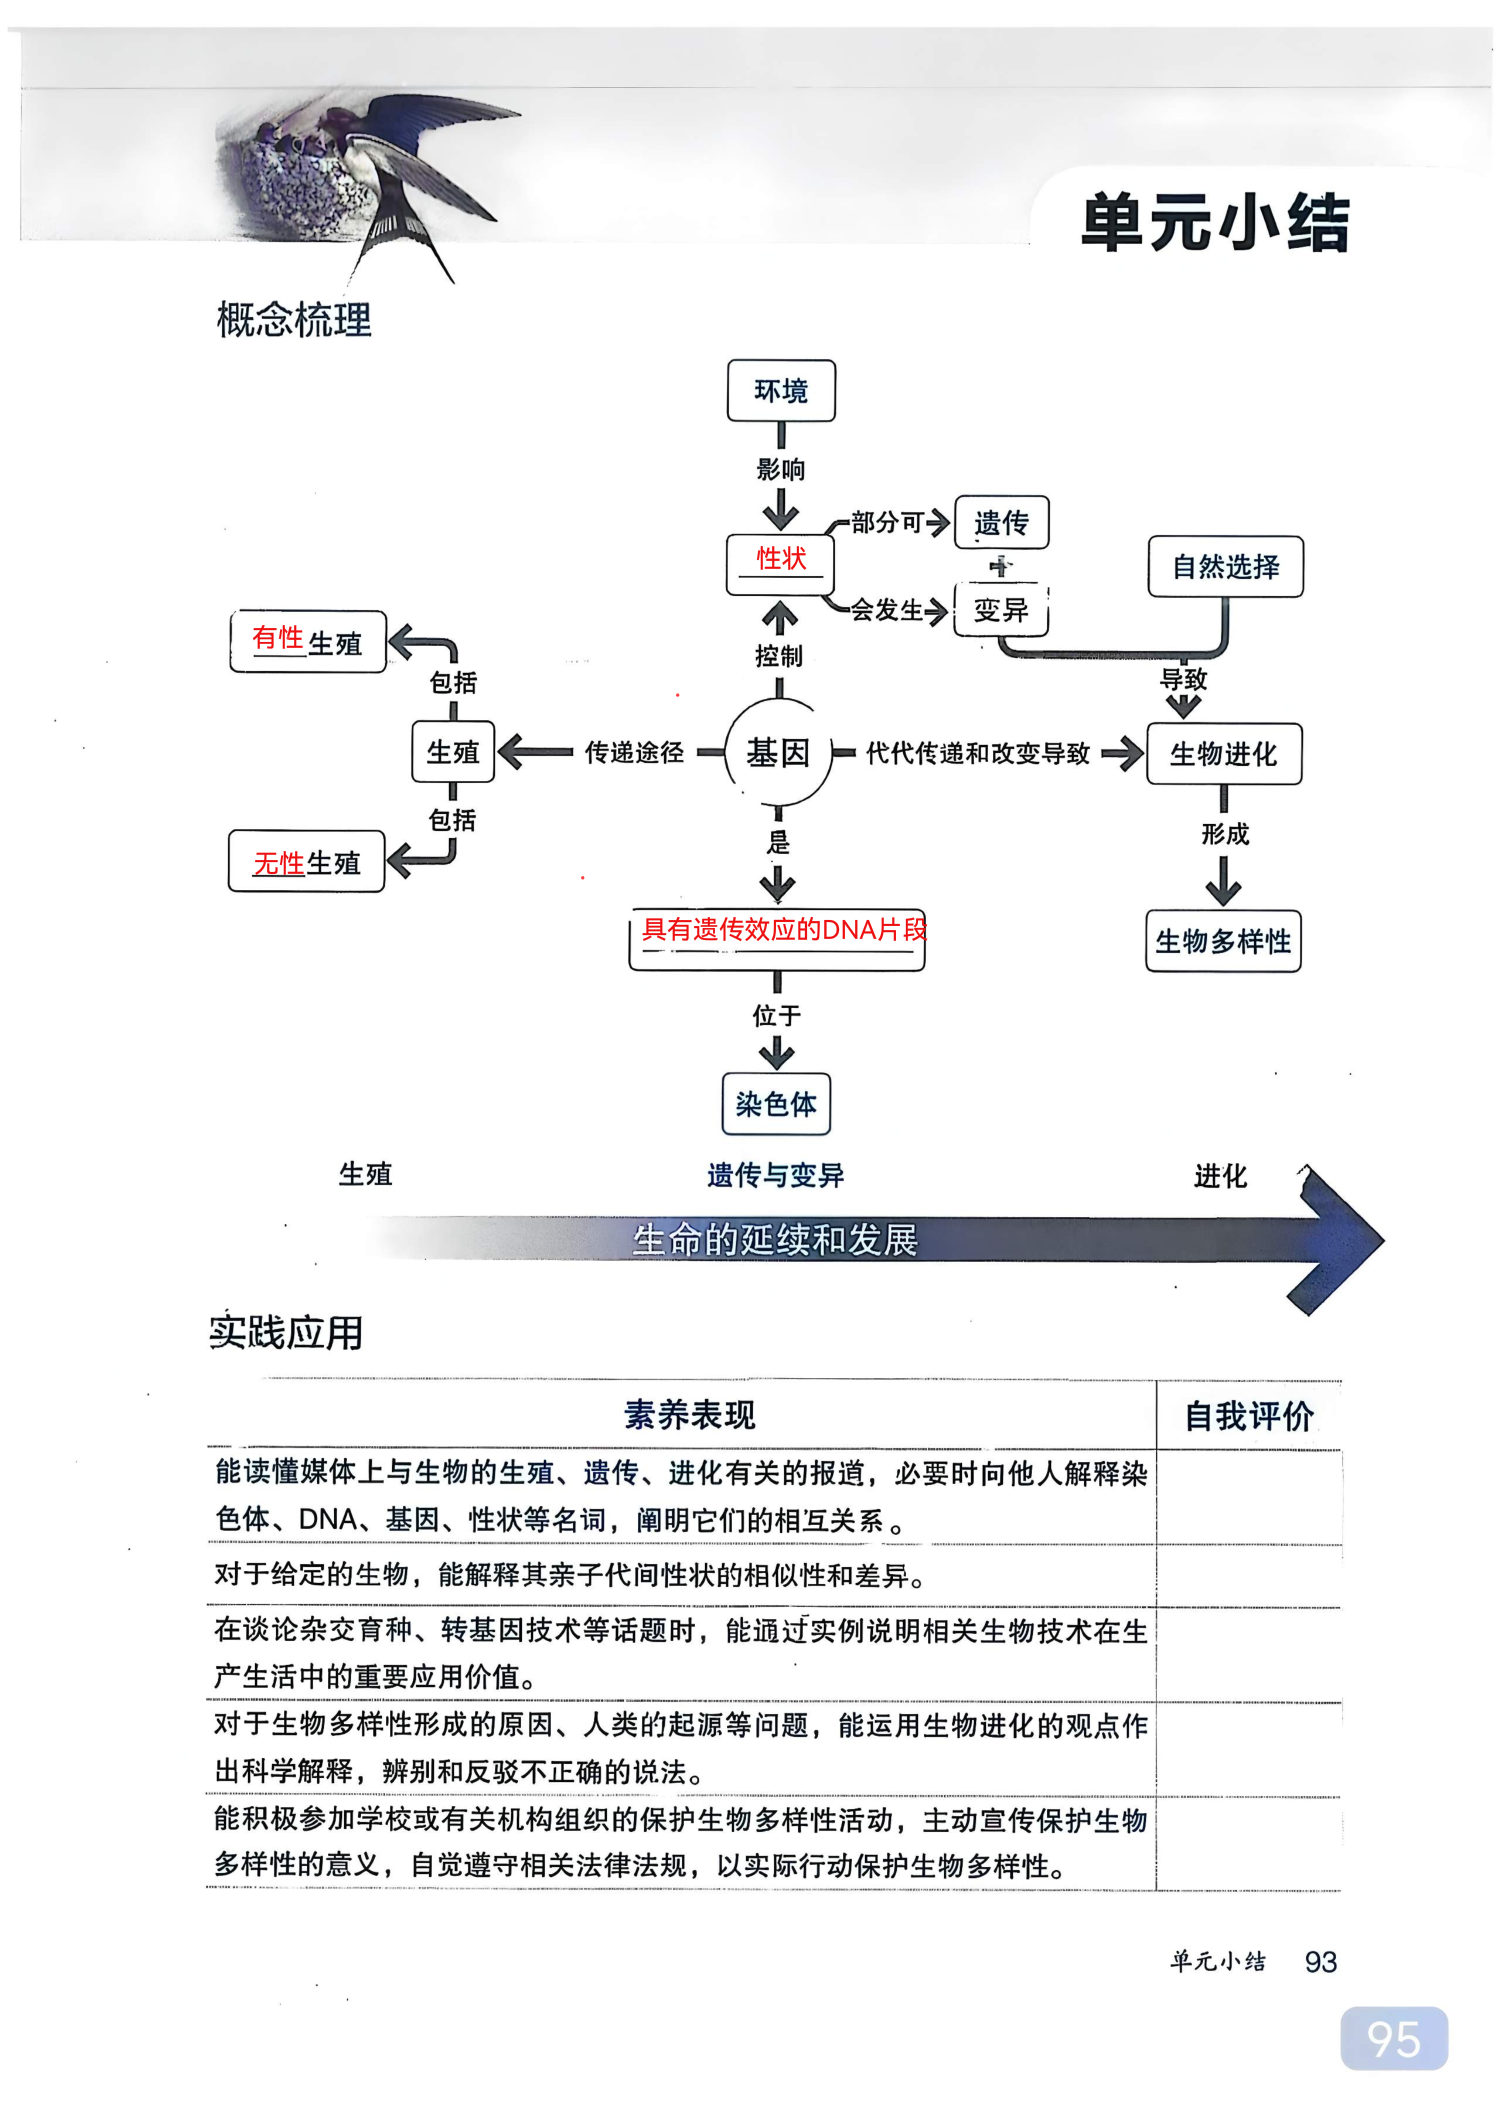 单元小结
概念梳理
环境
影响
性状
部分可
遗传
+
会发生
变异
自然选择
导致
有性生殖
包括
控制
生殖
传递途径
基因
代代传递和改变导致
生物进化
包括
无性生殖
是
形成
具有遗传效应的DNA片段
生物多样性
位于
染色体
生殖
遗传与变异
进化
生命的延续和发展
实践应用
素养表现
自我评价
能读懂媒体上与生物的生殖、遗传、进化有关的报道，必要时向他人解释染
色体、DNA、基因、性状等名词，阐明它们的相互关系。
对于给定的生物，能解释其亲子代间性状的相似性和差异。
在谈论杂交育种、转基因技术等话题时，能通过实例说明相关生物技术在生
产生活中的重要应用价值。
对于生物多样性形成的原因、人类的起源等问题，能运用生物进化的观点作
出科学解释，辨别和反驳不正确的说法。
能积极参加学校或有关机构组织的保护生物多样性活动，主动宣传保护生物
多样性的意义，自觉遵守相关法律法规，以实际行动保护生物多样性。
单元小结 93
95